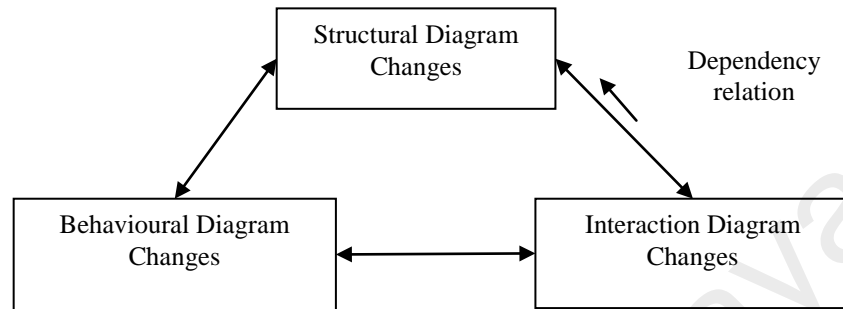 Structural Diagram
Changes
Dependency
relation
Behavioural Diagram
Changes
Interaction Diagram
Changes